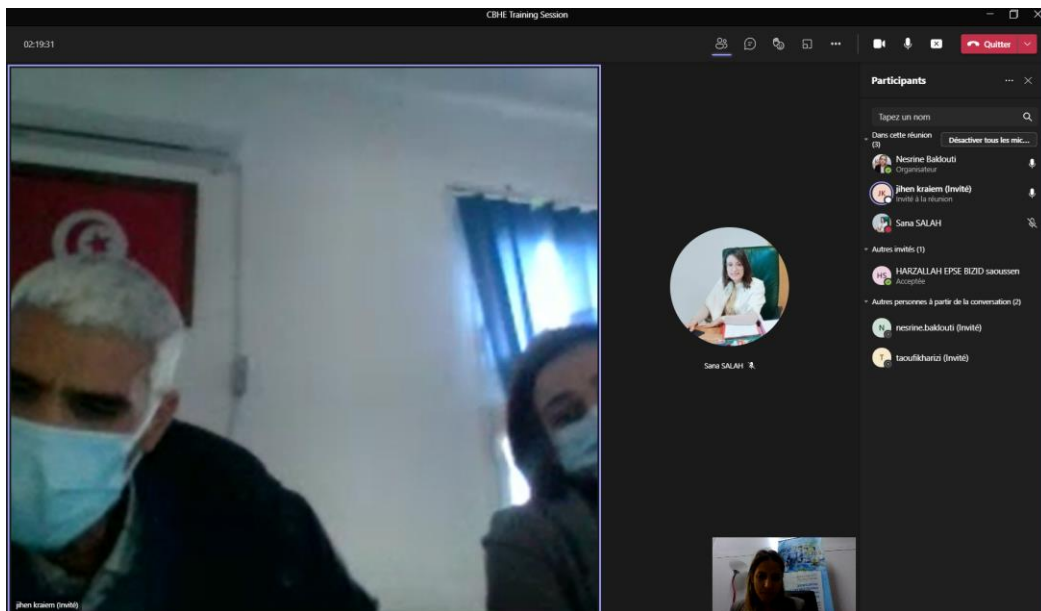 CBHE Training Session
02:19:31
Quitter
Participants
Tapez un nom
Dans cette réunion
(3)
Désactiver tous les mic...
Nesrine Baklouti
Organisateur
JK
jihen kraiem (Invité)
Invité à la réunion
Sana SALAH
Autres invités (1)
HS
HARZALLAH EPSE BIZID saoussen
Acceptée
Autres personnes à partir de la conversation (2)
N
nesrine.baklouti (Invité)
T
taoufikharizi (Invité)
Sana SALAH
jihen kraiem (Invité)